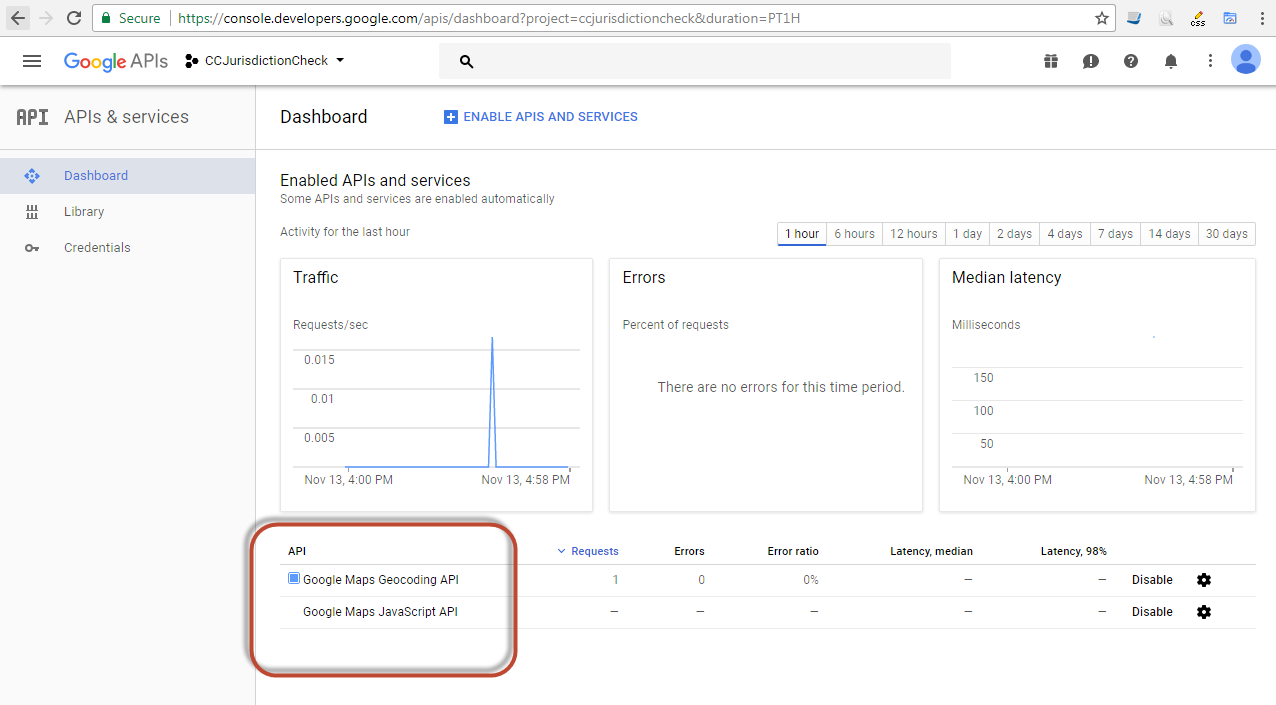 Secure https://console.developers.google.com/apis/dashboard?project=ccjurisdictioncheck&duration=PT1H
css
Google APIs CCJurisdictionCheck
API APIs & services
Dashboard ENABLE APIS AND SERVICES
Dashboard
Library
Credentials
Enabled APIs and services
Some APIs and services are enabled automatically
Activity for the last hour
1 hour 6 hours 12 hours 1 day 2 days 4 days 7 days 14 days 30 days
Traffic
Requests/sec
0.015
0.01
0.005
Nov 13, 4:00 PM Nov 13, 4:58 PM
Errors
Percent of requests
There are no errors for this time period.
Median latency
Milliseconds
150
100
50
Nov 13, 4:00 PM Nov 13, 4:58 PM
API Requests Errors Error ratio Latency, median Latency, 98%
Google Maps Geocoding API 1 0 0% – – Disable
Google Maps JavaScript API – – – – – Disable